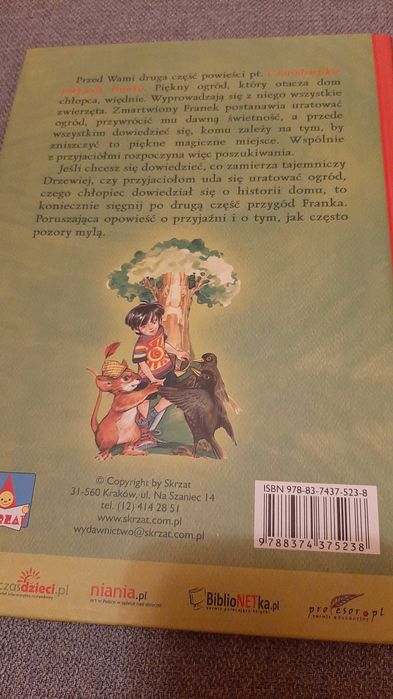 Przed Wami druga część powieści pt. Czarodziejski
Piękny ogród, który otacza dom
chłopca, więdnie. Wyprowadzają się z niego wszystkie
zwierzęta. Zmartwiony Franek postanawia uratować
ogród, przywrócić mu dawną świetność, a przede
wszystkim dowiedzieć się, komu zależy na tym, by
zniszczyć to piękne magiczne miejsce. Wspólnie
z przyjaciółmi rozpoczyna więc poszukiwania.
Jeśli chcesz się dowiedzieć, co zamierza tajemniczy
Drzewiej, czy przyjaciołom uda się uratować ogród,
czego chłopiec dowiedział się o historii domu, to
koniecznie sięgnij po drugą część przygód Franka.
Poruszająca opowieść o przyjaźni i o tym, jak często
pozory mylą.
© Copyright by Skrzat
31-560 Kraków, ul. Na Szaniec 14
tel. (12) 414 28 51
www.skrzat.com.pl
wydawnictwo@skrzat.com.pl
ISBN 978-83-7437-523-8
9788374375238
RZAT
czasdzieci.pl
niania.pl
BiblioNETka.pl
profesor.pl